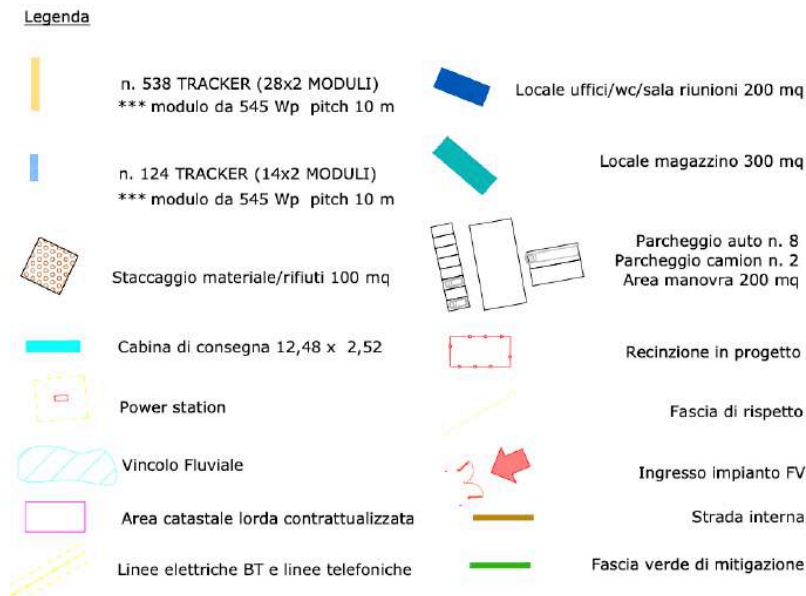 Legenda
n. 538 TRACKER (28x2 MODULI)
*** modulo da 545 Wp pitch 10 m
n. 124 TRACKER (14x2 MODULI)
*** modulo da 545 Wp pitch 10 m
Staccaggio materiale/rifiuti 100 mq
Cabina di consegna 12,48 x 2,52
Power station
Vincolo Fluviale
Area catastale lorda contrattualizzata
Linee elettriche BT e linee telefoniche
Locale uffici/wc/sala riunioni 200 mq
Locale magazzino 300 mq
Parcheggio auto n. 8
Parcheggio camion n. 2
Area manovra 200 mq
Recinzione in progetto
Fascia di rispetto
Ingresso impianto FV
Strada interna
Fascia verde di mitigazione